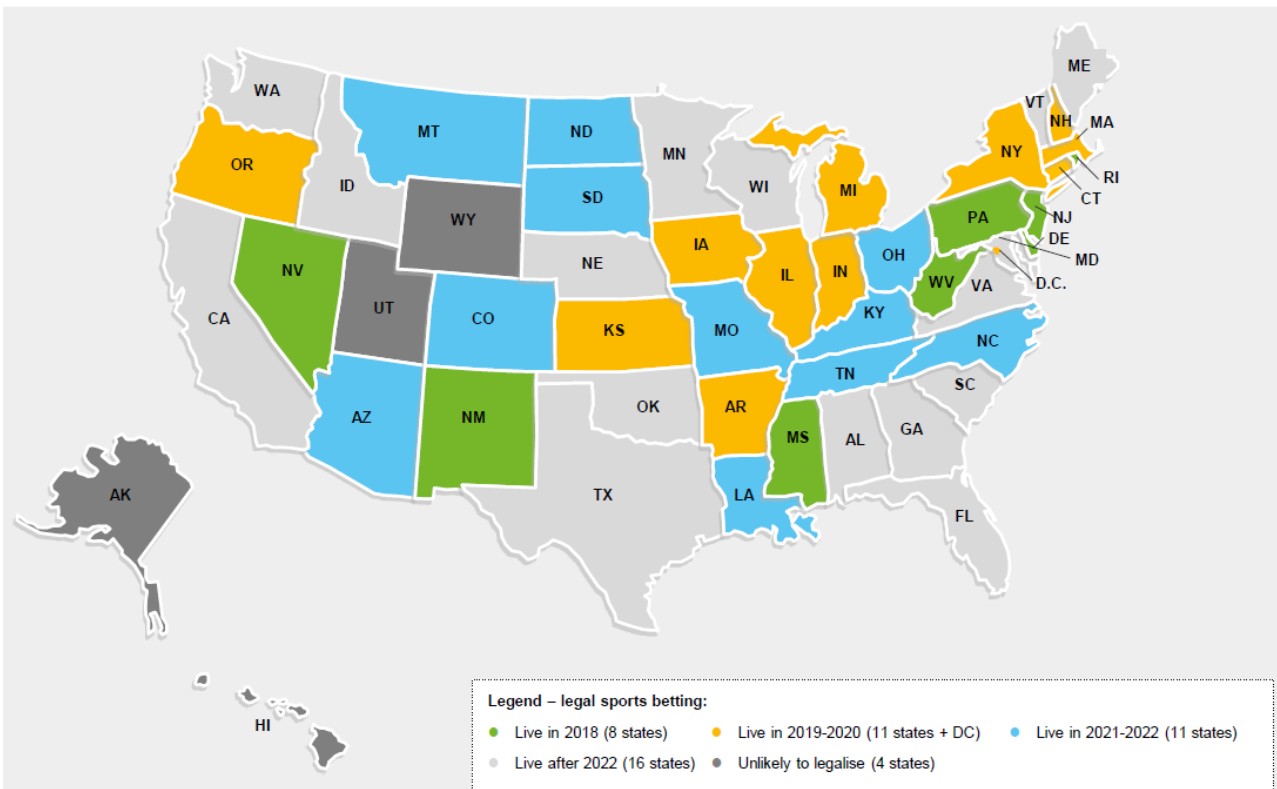 ME
WA
VT
MT
ND
NH
MA
MN
OR
NY
ID
WI
MI
RI
SD
CT
WY
PA
NJ
IA
DE
OH
NE
MD
NV
IL
IN
WV
D.C.
VA
UT
CA
CO
KY
KS
MO
NC
TN
SC
OK
AR
AZ
NM
GA
MS
AL
AK
TX
LA
FL
HI
Legend – legal sports betting:
Live in 2018 (8 states)
Live in 2019-2020 (11 states + DC)
Live in 2021-2022 (11 states)
Live after 2022 (16 states)
Unlikely to legalise (4 states)